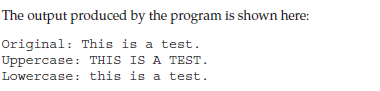 The output produced by the program is shown here:
Original: This is a test.
Uppercase: THIS IS A TEST.
Lowercase: this is a test.